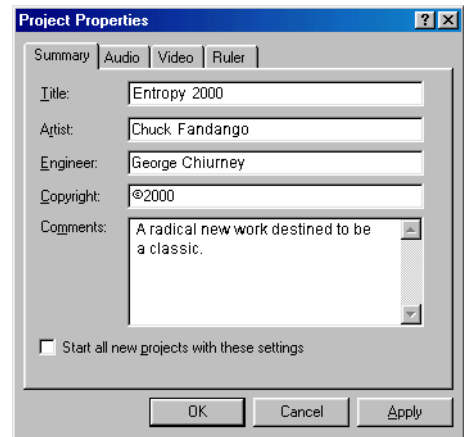 Project Properties
Summary Audio Video Ruler
Title: Entropy 2000
Artist: Chuck Fandango
Engineer: George Chiurney
Copyright: ©2000
Comments: A radical new work destined to be
a classic.
Start all new projects with these settings
OK Cancel Apply